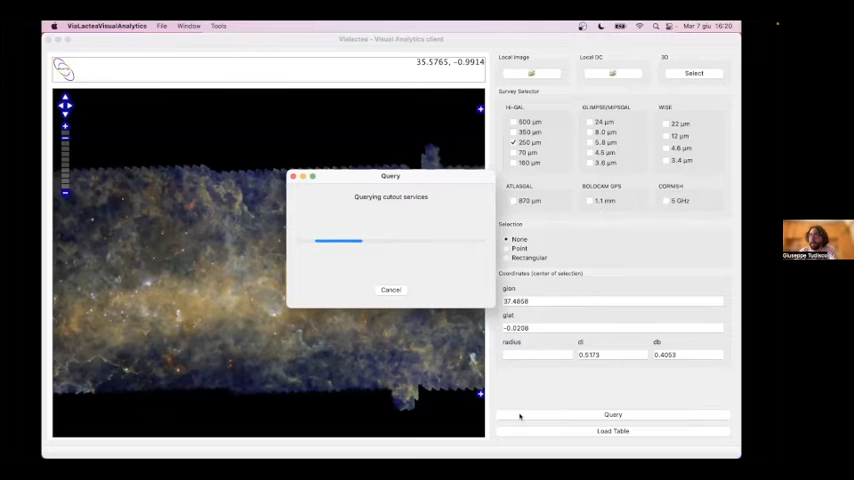 ViaLacteaVisualAnalytics File Window Tools
Mar 7 giu 16:20
Vialactea - Visual Analytics client
35.5765, -0.9914
Local image Local DC 3D
Select
Survey Selector
Hi-GAL GLIMPSE/MIPSGAL WISE
500 μm 24 μm 22 μm
350 μm 8.0 μm 12 μm
250 μm 5.8 μm 4.6 μm
70 μm 4.5 μm 3.4 μm
160 μm 3.6 μm
ATLASGAL BOLOCAM GPS CORNISH
870 μm 1.1 mm 5 GHz
Query
Querying cutout services
Cancel
Selection
None
Point
Rectangular
Coordinates (center of selection)
glon
37.4858
glat
-0.0208
radius dl db
0.5173 0.4053
Query
Load Table
Giuseppe Tudisco